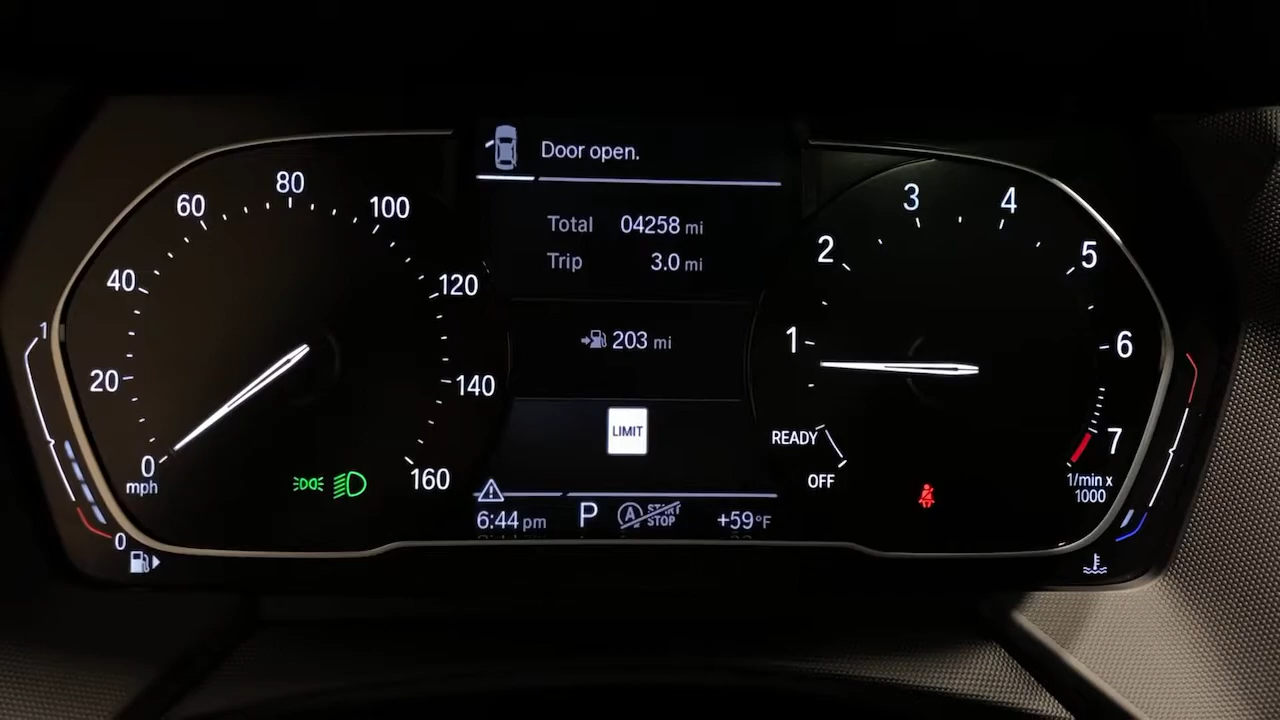 Door open.
Total 04258 mi
Trip 3.0 mi
203 mi
LIMIT
6:44 pm P A START STOP +59°F
0
20
40
60
80
100
120
140
160
mph
1
0
READY
OFF
1
2
3
4
5
6
7
1/min x
1000